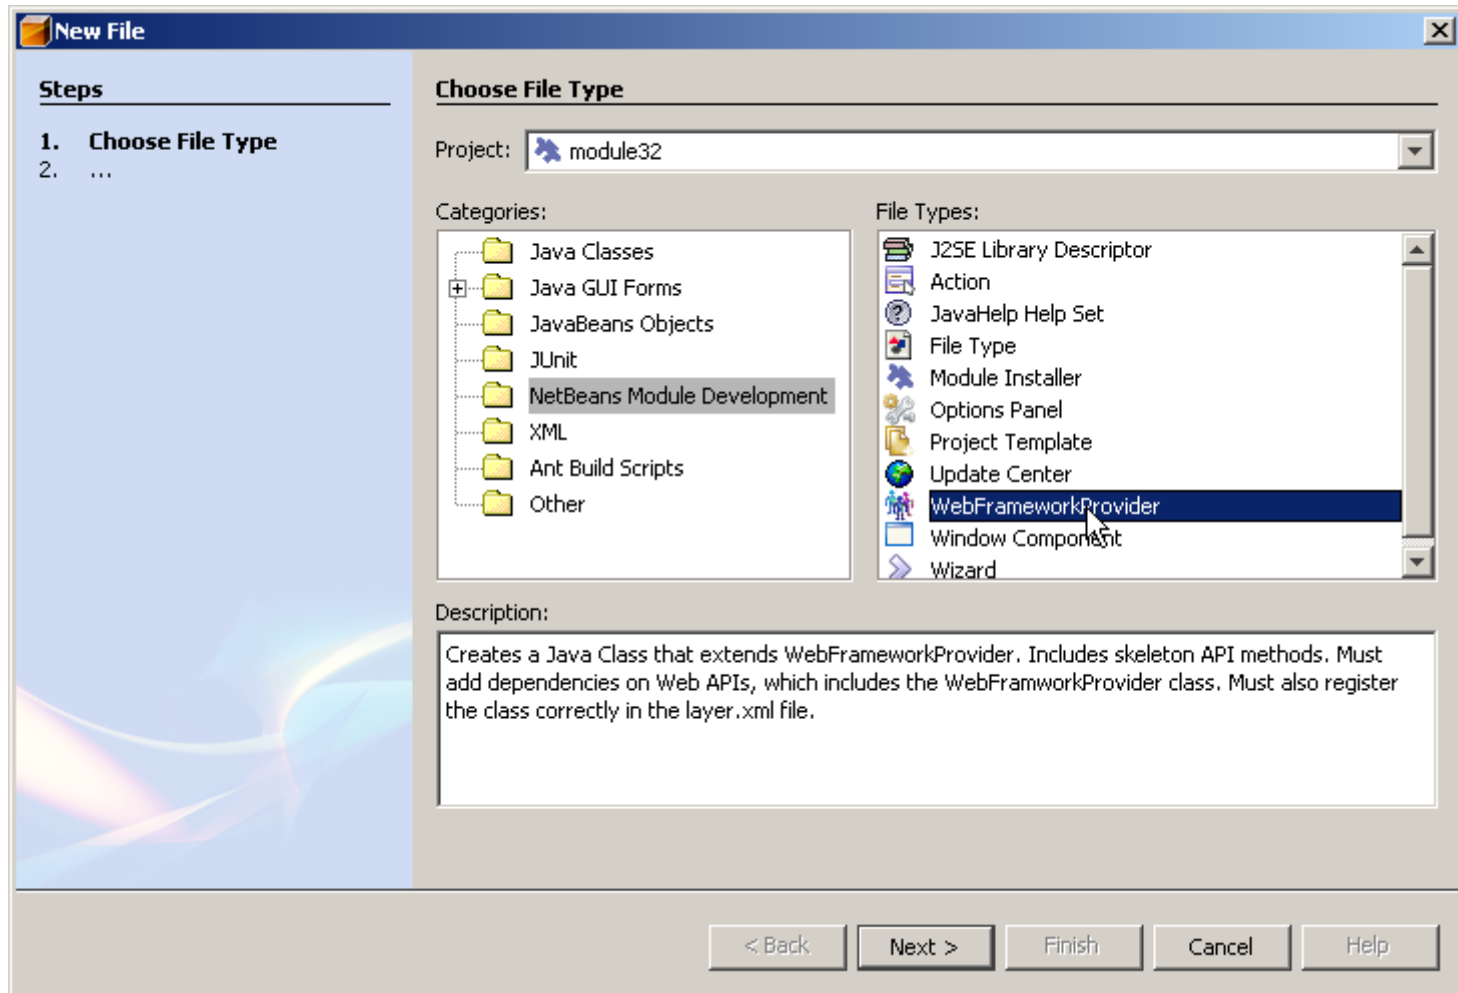 New File
Steps
1. Choose File Type
2. ...
Choose File Type
Project: module32
Categories:
Java Classes
Java GUI Forms
JavaBeans Objects
JUnit
NetBeans Module Development
XML
Ant Build Scripts
Other
File Types:
J2SE Library Descriptor
Action
JavaHelp Help Set
File Type
Module Installer
Options Panel
Project Template
Update Center
WebFrameworkProvider
Window Component
Wizard
Description:
Creates a Java Class that extends WebFrameworkProvider. Includes skeleton API methods. Must
add dependencies on Web APIs, which includes the WebFramworkProvider class. Must also register
the class correctly in the layer.xml file.
< Back Next > Finish Cancel Help